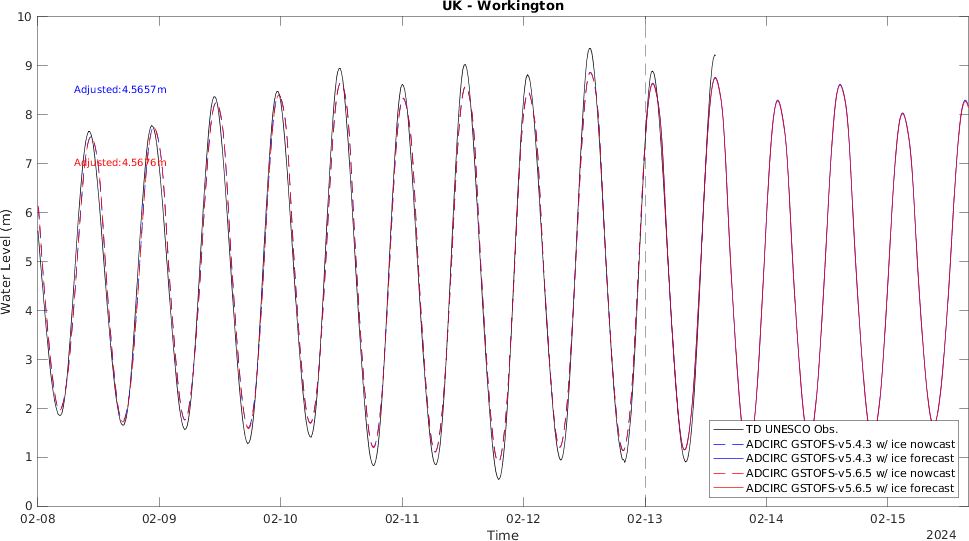 UK - Workington
10
9
8
7
6
5
4
3
2
1
0
Water Level (m)
Adjusted:4.5657m
Adjusted:4.5676m
TD UNESCO Obs.
ADCIRC GSTOFS-v5.4.3 w/ ice nowcast
ADCIRC GSTOFS-v5.4.3 w/ ice forecast
ADCIRC GSTOFS-v5.6.5 w/ ice nowcast
ADCIRC GSTOFS-v5.6.5 w/ ice forecast
02-08 02-09 02-10 02-11 02-12 02-13 02-14 02-15
Time
2024